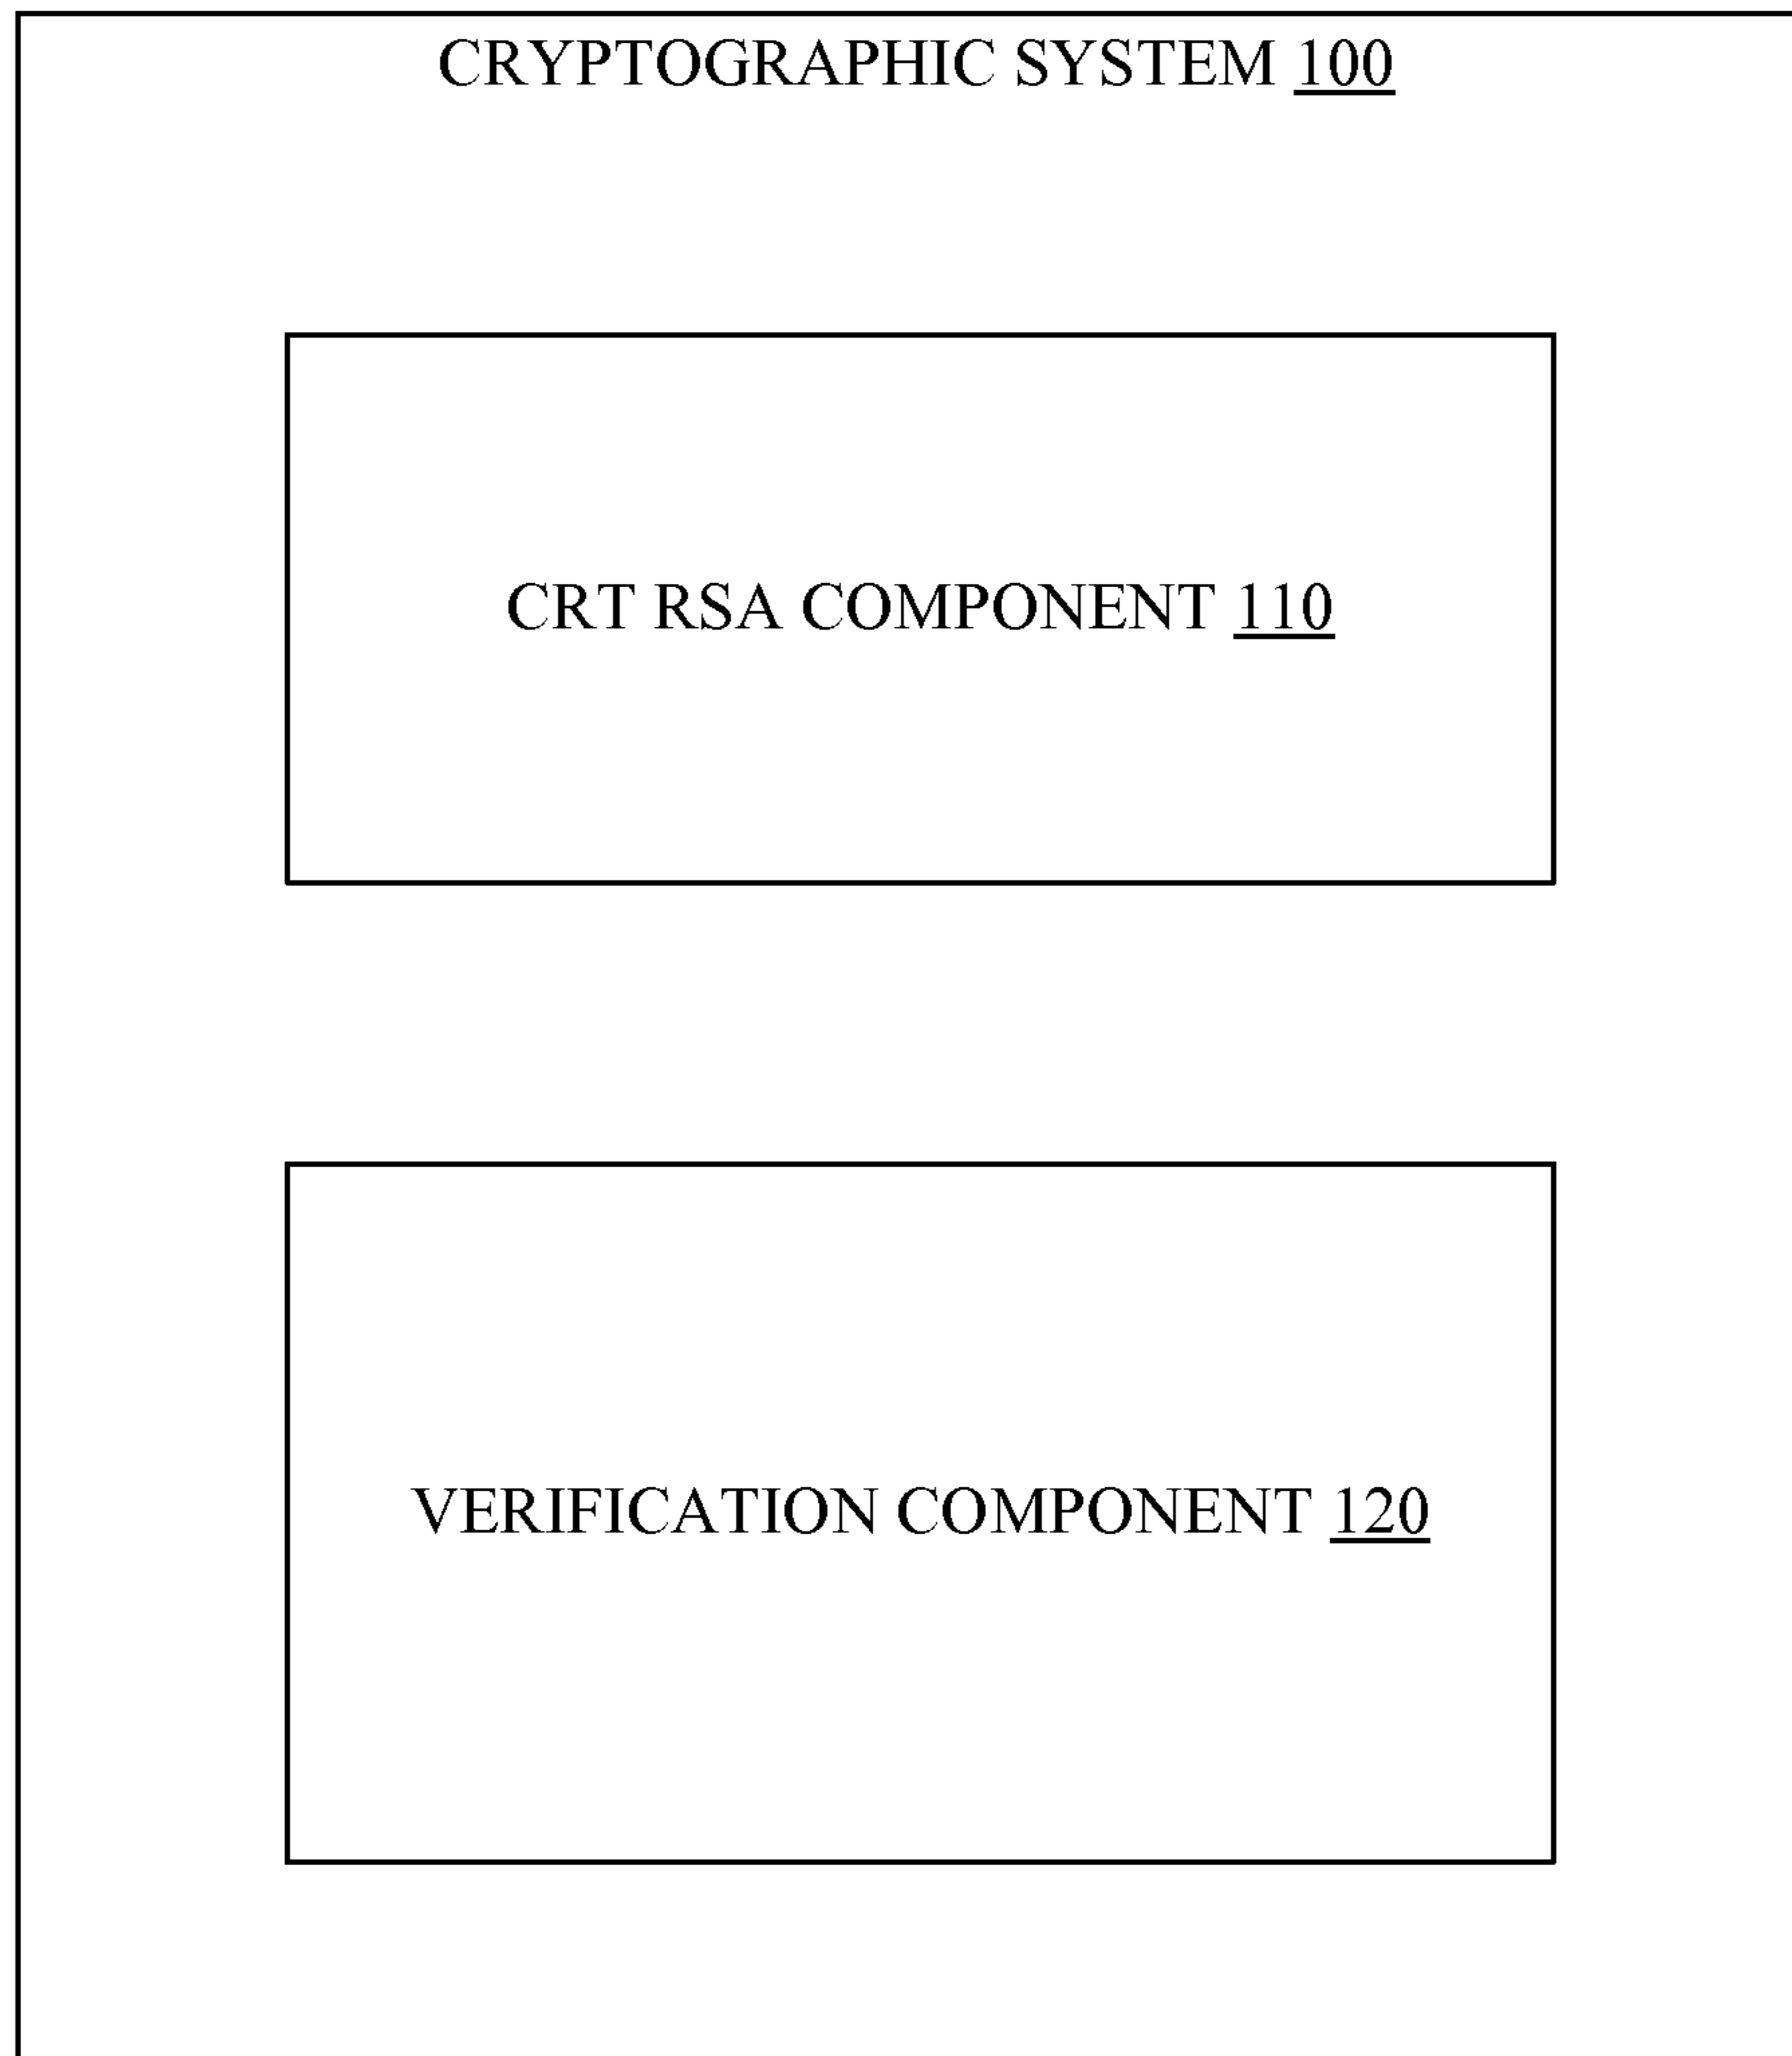 CRYPTOGRAPHIC SYSTEM 100
CRT RSA COMPONENT 110
VERIFICATION COMPONENT 120